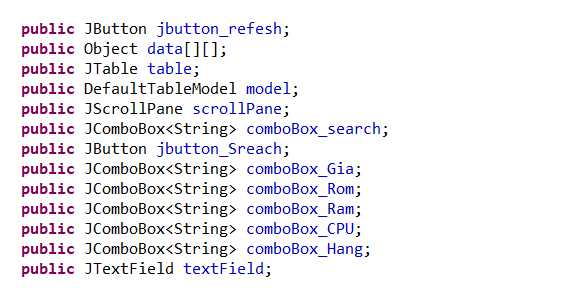 public JButton jbutton_refesh;
public Object data[][];
public JTable table;
public DefaultTableModel model;
public JScrollPane scrollPane;
public JComboBox<String> comboBox_search;
public JButton jbutton_Sreach;
public JComboBox<String> comboBox_Gia;
public JComboBox<String> comboBox_Rom;
public JComboBox<String> comboBox_Ram;
public JComboBox<String> comboBox_CPU;
public JComboBox<String> comboBox_Hang;
public JTextField textField;